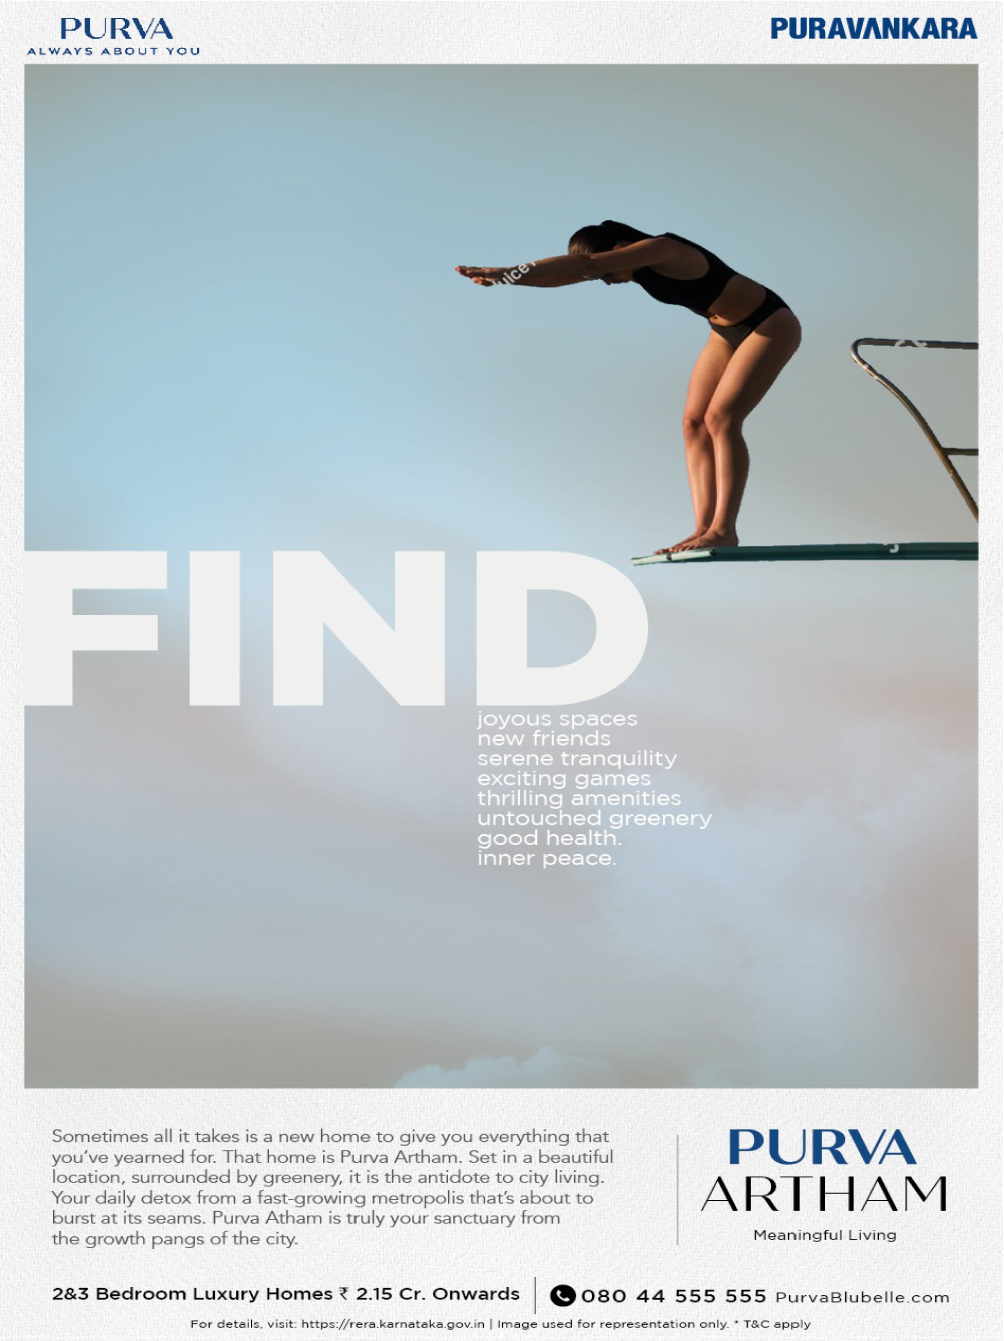 PURVA
ALWAYS ABOUT YOU
PURAVANKARA
FIND
joyous spaces
new friends
serene tranquility
exciting games
thrilling amenities
untouched greenery
good health.
inner peace.
Sometimes all it takes is a new home to give you everything that
you've yearned for. That home is Purva Artham. Set in a beautiful
location, surrounded by greenery, it is the antidote to city living.
Your daily detox from a fast-growing metropolis that's about to
burst at its seams. Purva Atham is truly your sanctuary from
the growth pangs of the city.
PURVA
ARTHAM
Meaningful Living
2&3 Bedroom Luxury Homes ₹ 2.15 Cr. Onwards
080 44 555 555 PurvaBlubelle.com
For details, visit: https://rera.karnataka.gov.in | Image used for representation only. * T&C apply